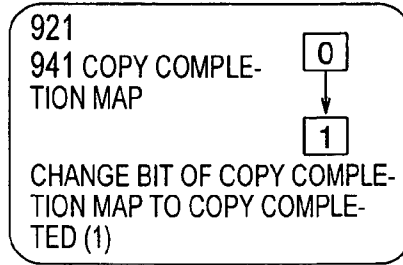 921
941 COPY COMPLE-
TION MAP
0
1
CHANGE BIT OF COPY COMPLE-
TION MAP TO COPY COMPLE-
TED (1)